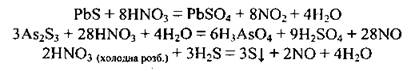 PbS + 8HNO₃ = PbSO₄ + 8NO₂ + 4H₂O
3As₂S₃ + 28HNO₃ + 4H₂O = 6H₃AsO₄ + 9H₂SO₄ + 28NO
2HNO₃ (холодна розб.) + 3H₂S = 3S↓ + 2NO + 4H₂O